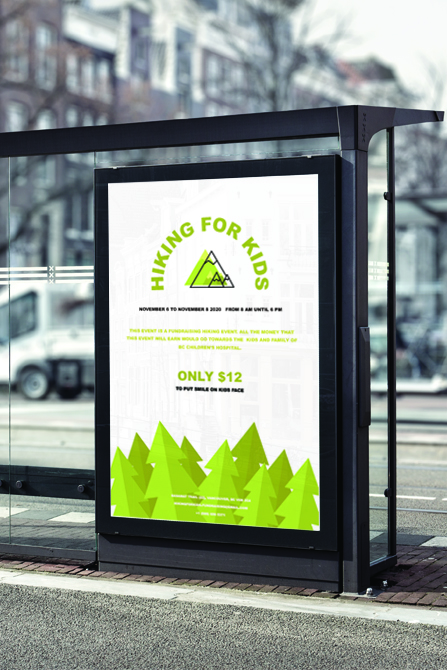 HIKING FOR KIDS
NOVEMBER 6 TO NOVEMBER 8 2020 FROM 8 AM UNTIL 6 PM
THIS EVENT IS A FUNDRAISING HIKING EVENT. ALL THE MONEY THAT
THIS EVENT WILL EARN WOULD GO TOWARDS THE KIDS AND FAMILY OF
BC CHILDREN'S HOSPITAL.
ONLY $12
TO PUT SMILE ON KIDS FACE